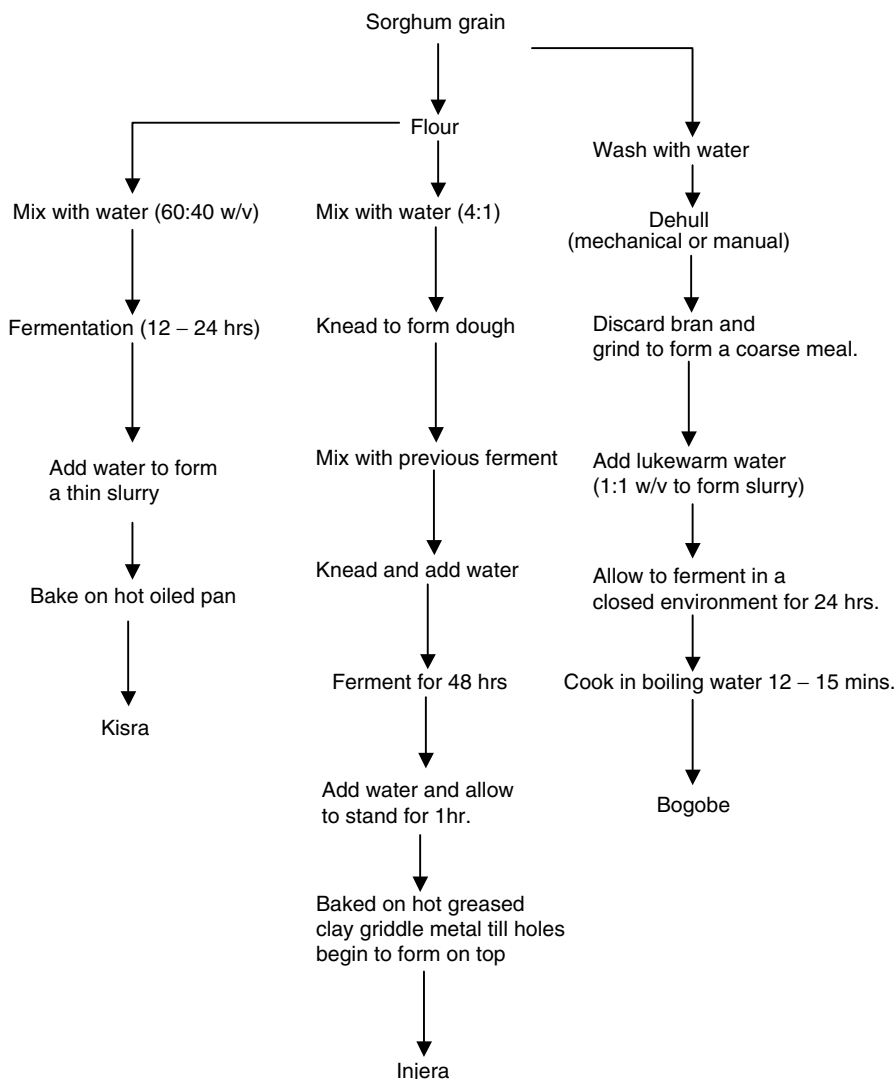 Sorghum grain
Flour
Mix with water (60:40 w/v)
Fermentation (12 – 24 hrs)
Add water to form
a thin slurry
Bake on hot oiled pan
Kisra
Mix with water (4:1)
Knead to form dough
Mix with previous ferment
Knead and add water
Ferment for 48 hrs
Add water and allow
to stand for 1hr.
Baked on hot greased
clay griddle metal till holes
begin to form on top
Injera
Wash with water
Dehull
(mechanical or manual)
Discard bran and
grind to form a coarse meal.
Add lukewarm water
(1:1 w/v to form slurry)
Allow to ferment in a
closed environment for 24 hrs.
Cook in boiling water 12 – 15 mins.
Bogobe